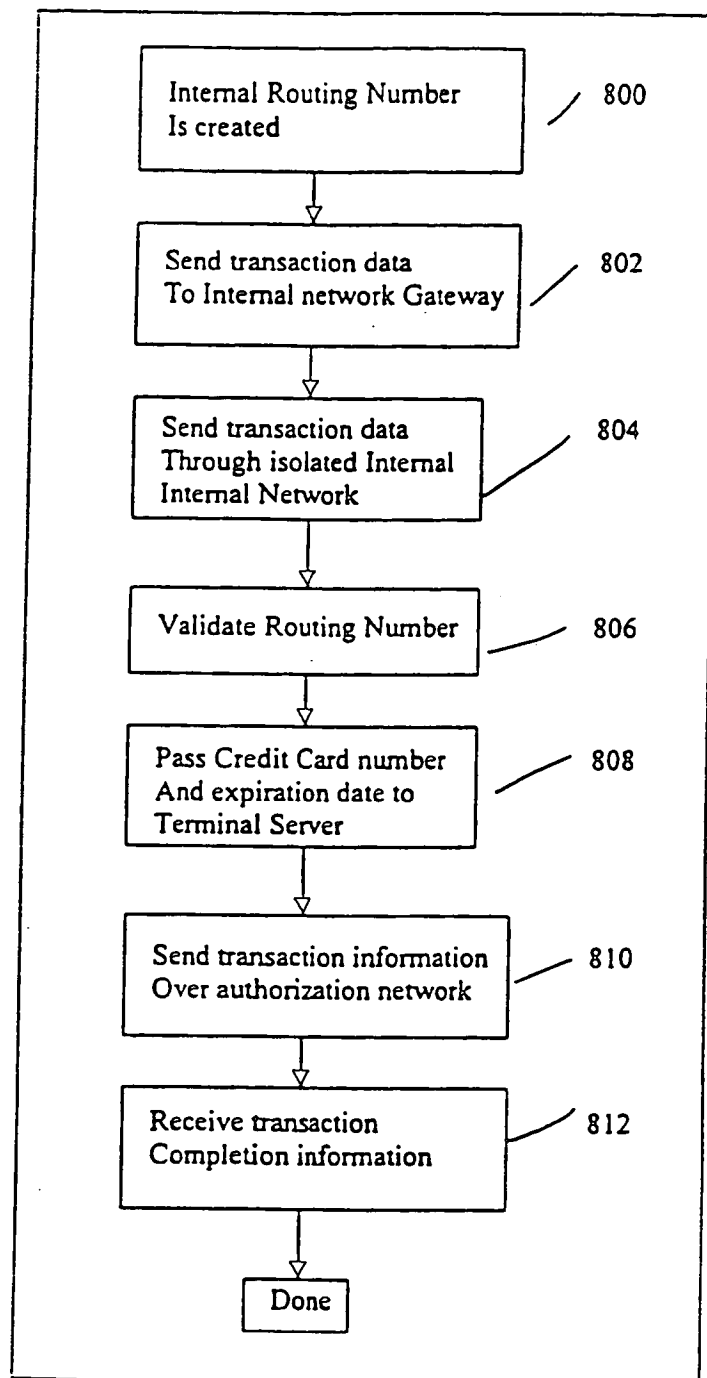 Internal Routing Number
Is created
800
Send transaction data
To Internal network Gateway
802
Send transaction data
Through isolated Internal
Internal Network
804
Validate Routing Number
806
Pass Credit Card number
And expiration date to
Terminal Server
808
Send transaction information
Over authorization network
810
Receive transaction
Completion information
812
Done